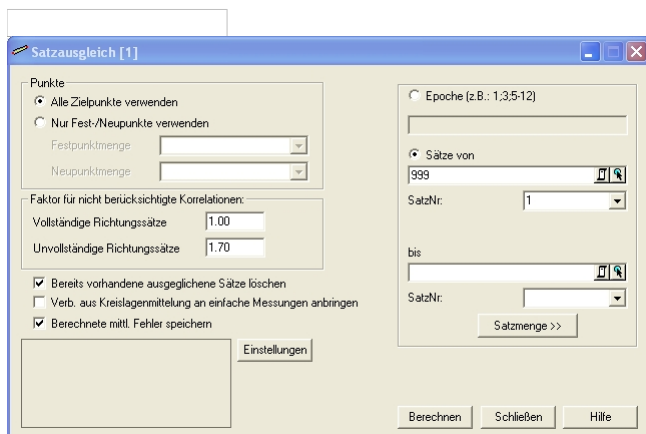 Satzausgleich [1]
Punkte
Alle Zielpunkte verwenden
Nur Fest-/Neupunkte verwenden
Festpunktmenge
Neupunktmenge
Faktor für nicht berücksichtigte Korrelationen:
Vollständige Richtungssätze 1.00
Unvollständige Richtungssätze 1.70
Bereits vorhandene ausgeglichene Sätze löschen
Verb. aus Kreislagenmittelung an einfache Messungen anbringen
Berechnete mittl. Fehler speichern
Einstellungen
Epoche (z.B.: 1;3;5-12)
Sätze von
999
SatzNr: 1
bis
SatzNr:
Satzmenge >>
Berechnen Schließen Hilfe